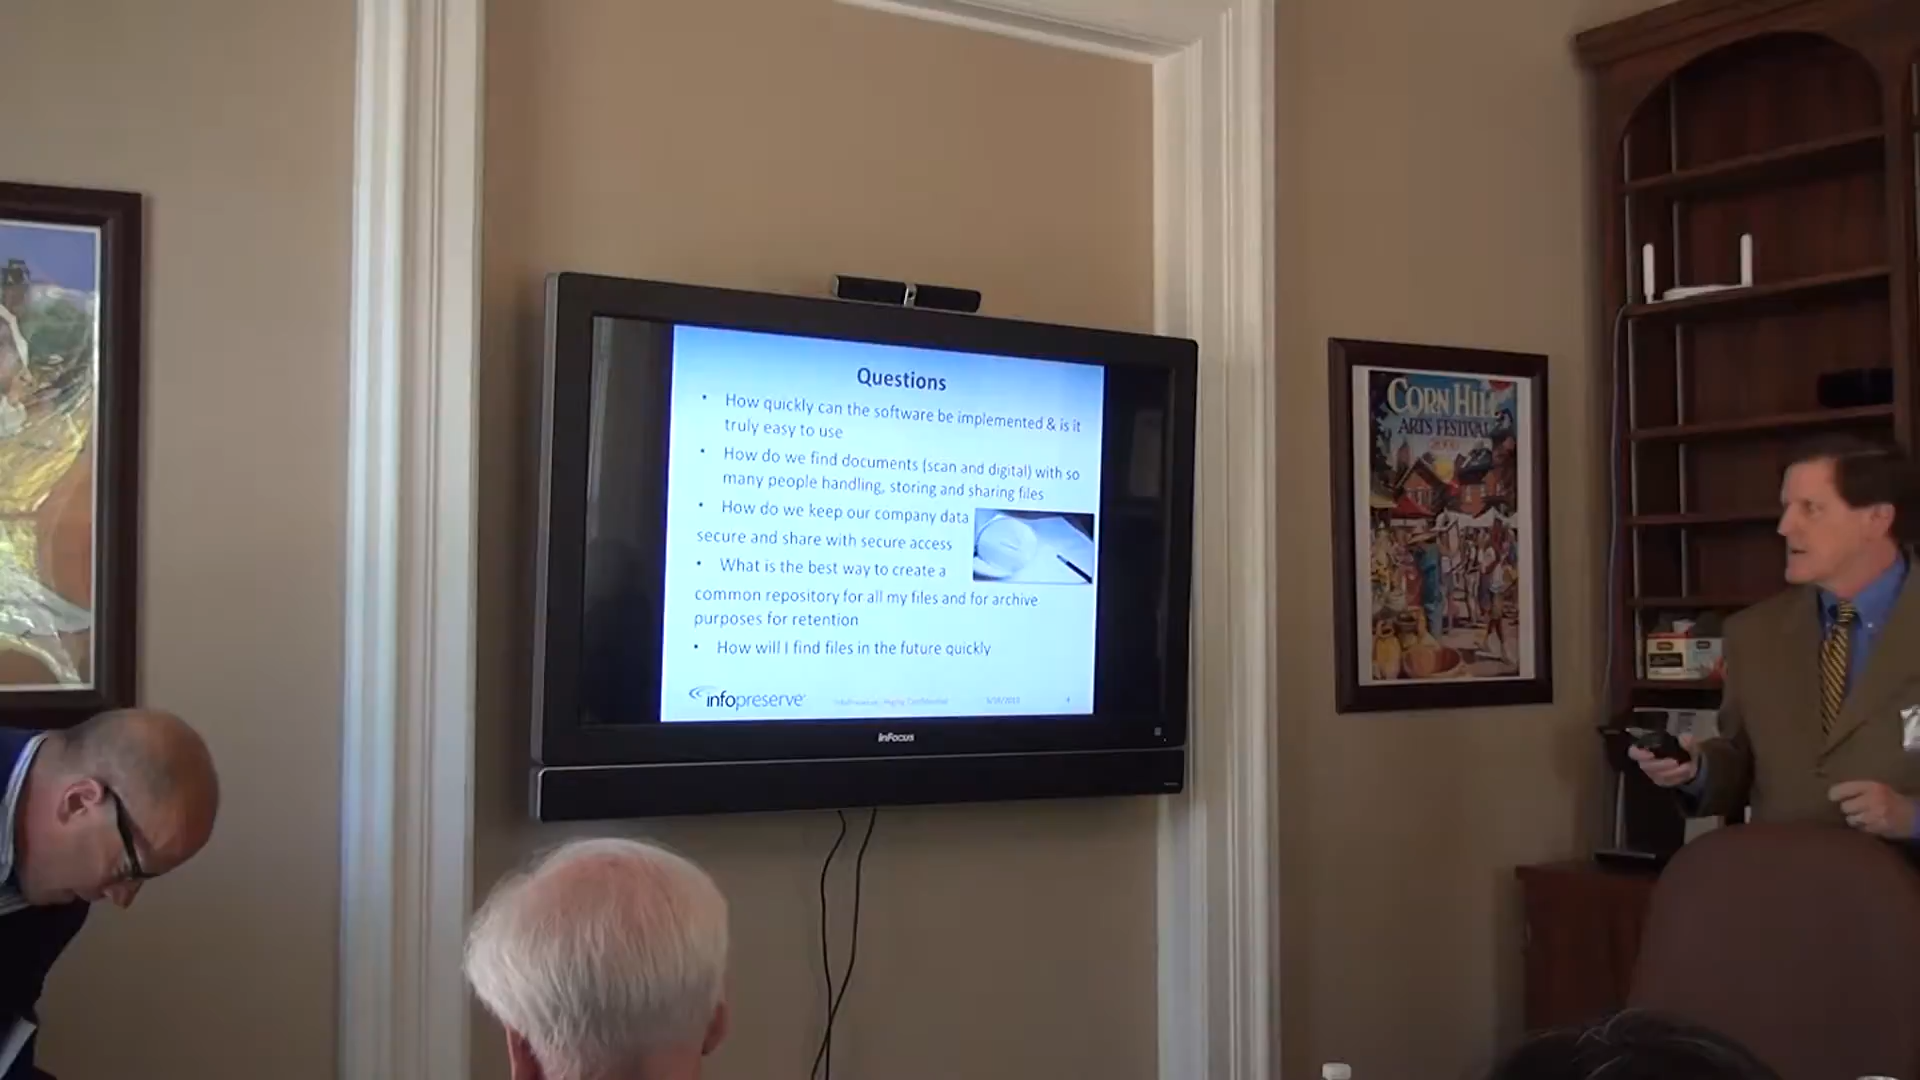 Questions
• How quickly can the software be implemented & is it
truly easy to use
• How do we find documents (scan and digital) with so
many people handling, storing and sharing files
• How do we keep our company data
secure and share with secure access
• What is the best way to create a
common repository for all my files and for archive
purposes for retention
• How will I find files in the future quickly
infopreserve
InfoPreserve Highly Confidential
4
InFocus
CORN HILL
ARTS FESTIVAL